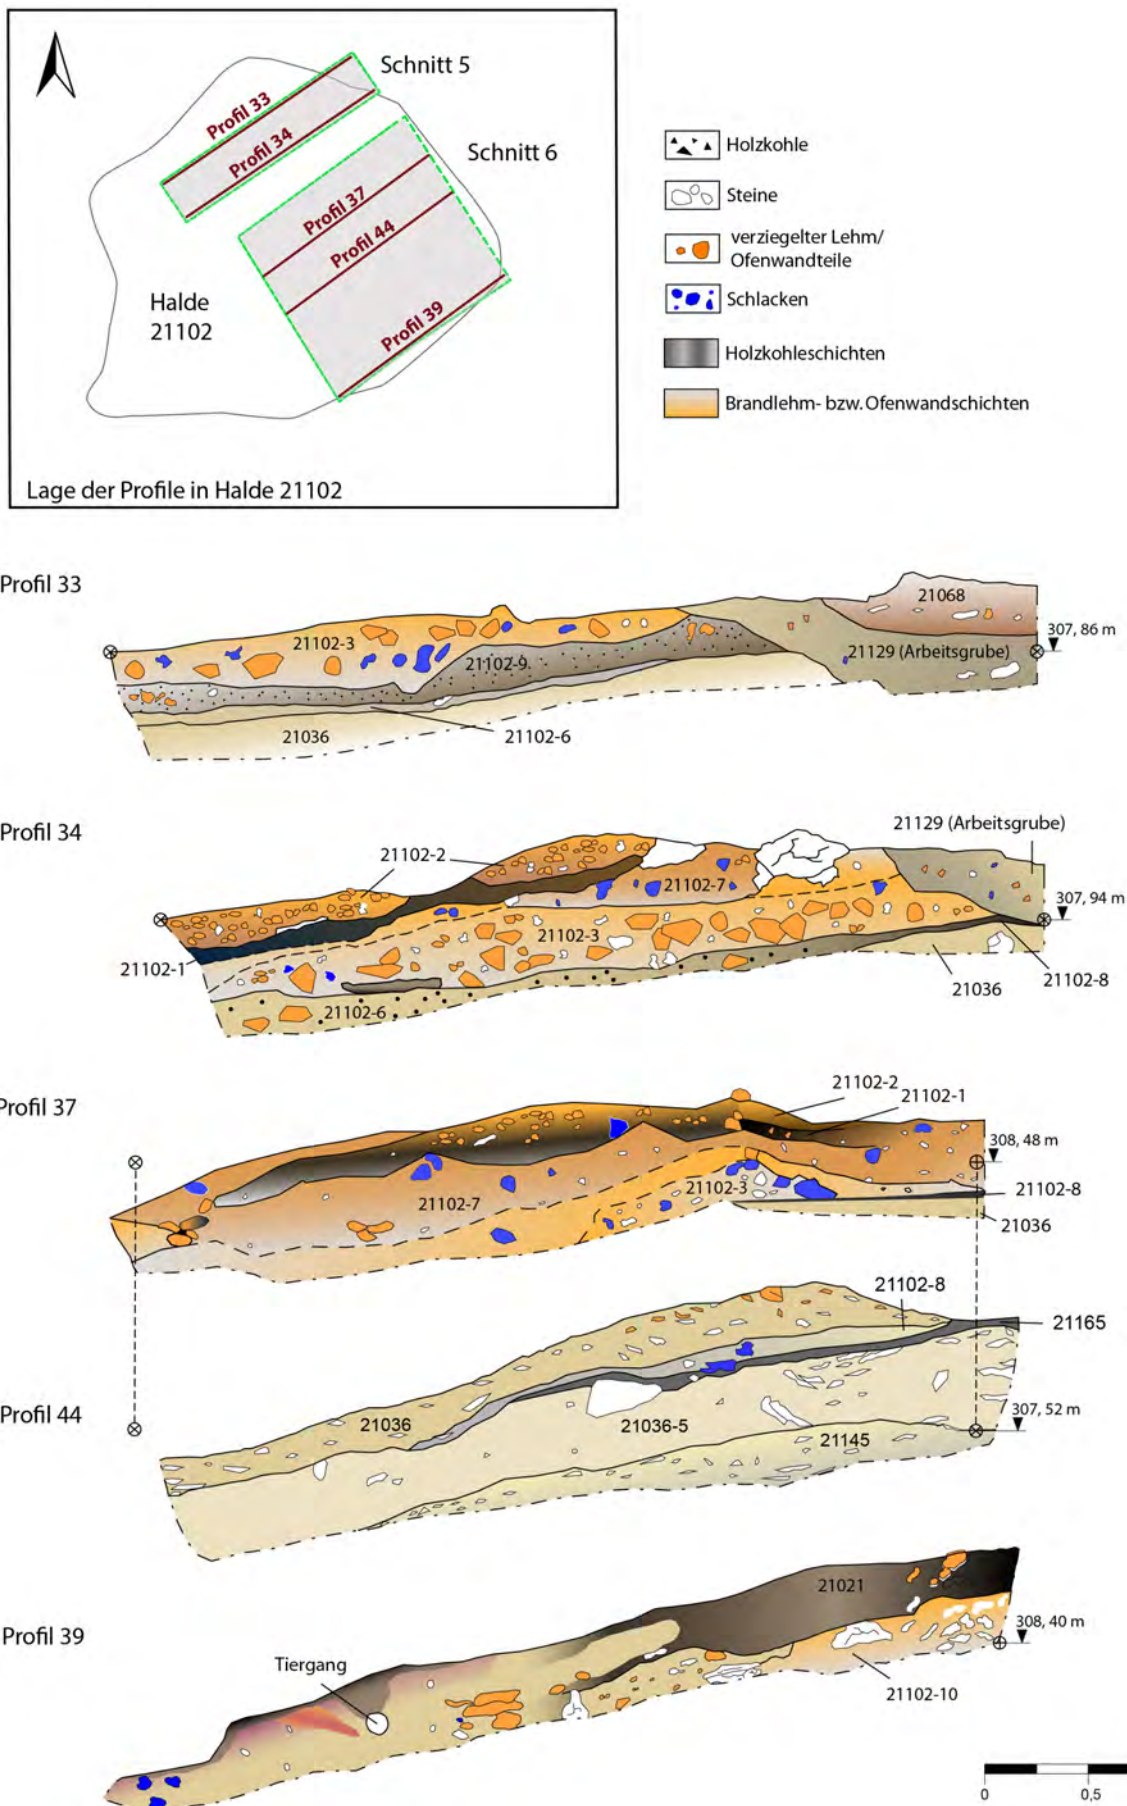 Schnitt 5
Profil 33
Profil 34
Schnitt 6
Profil 37
Profil 44
Halde
21102
Profil 39
Lage der Profile in Halde 21102
Holzkohle
Steine
verziegelter Lehm/
Ofenwandteile
Schlacken
Holzkohleschichten
Brandlehm- bzw. Ofenwandschichten
Profil 33
21068
21102-3
307, 86 m
21102-9
21129 (Arbeitsgrube)
21036
21102-6
Profil 34
21129 (Arbeitsgrube)
21102-2
21102-7
307, 94 m
21102-3
21102-1
21036
21102-8
21102-6
Profil 37
21102-2
21102-1
308, 48 m
21102-3
21102-8
21102-7
21036
21102-8
21165
Profil 44
307, 52 m
21036
21036-5
21145
21021
308, 40 m
Profil 39
Tiergang
21102-10
0
0,5